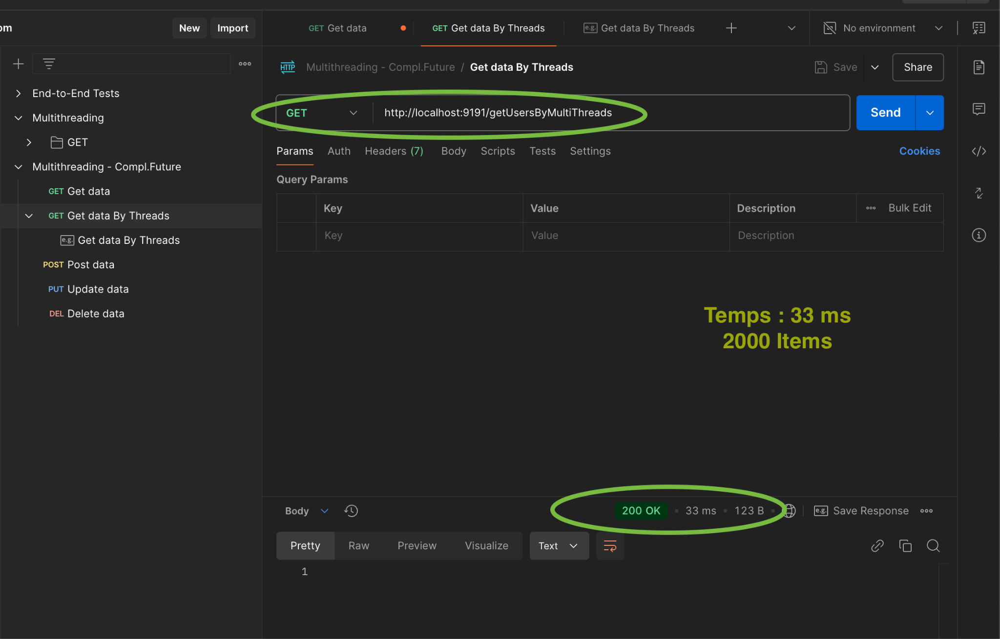 om
New
Import
GET Get data
GET Get data By Threads
e.g. Get data By Threads
No environment
End-to-End Tests
Multithreading
GET
Multithreading - Compl.Future
GET Get data
GET Get data By Threads
e.g. Get data By Threads
POST Post data
PUT Update data
DEL Delete data
HTTP Multithreading - Compl.Future / Get data By Threads
Save
Share
GET http://localhost:9191/getUsersByMultiThreads
Send
Params Auth Headers (7) Body Scripts Tests Settings
Cookies
Query Params
Key Value Description Bulk Edit
Key Value Description
Temps : 33 ms
2000 Items
Body
200 OK • 33 ms • 123 B •
e.g. Save Response
Pretty Raw Preview Visualize Text
1